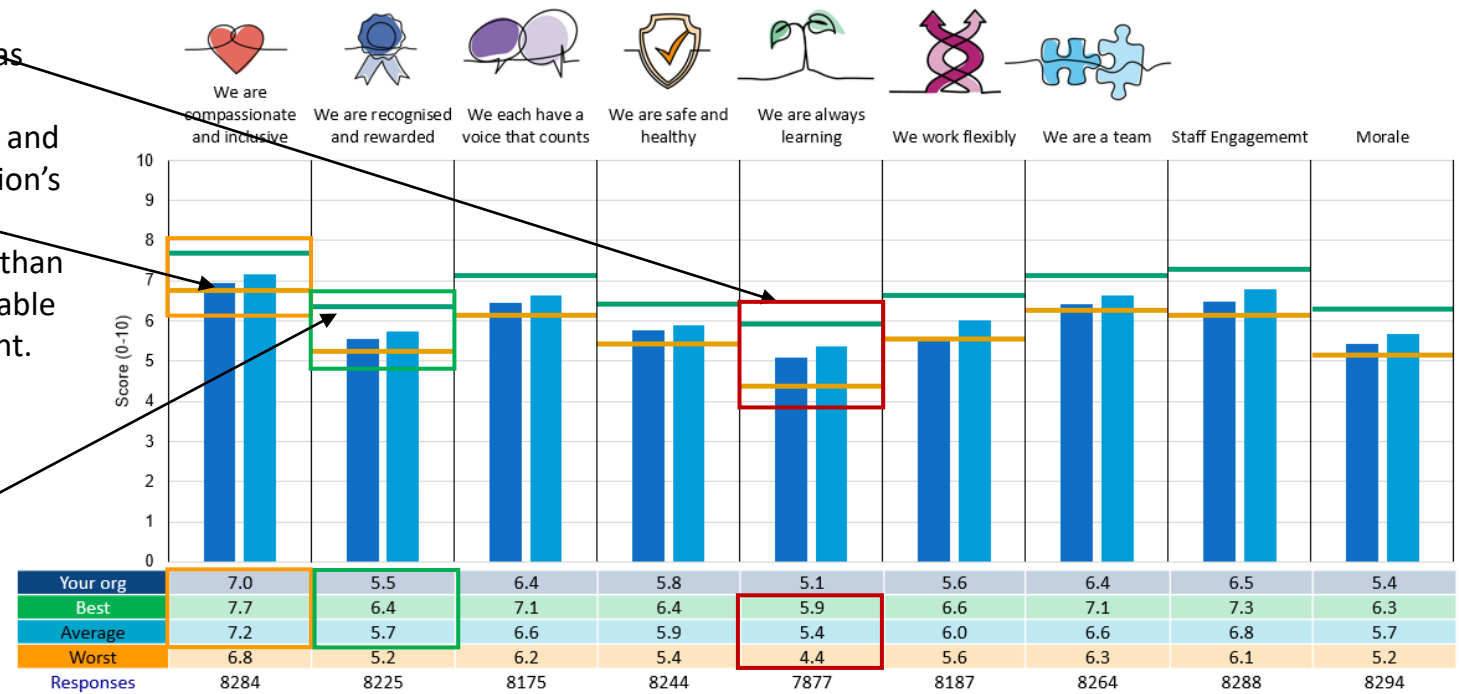 as
and
ion's
than
able
nt.
We are
compassionate
and inclusive
We are recognised
and rewarded
We each have a
voice that counts
We are safe and
healthy
We are always
learning
We work flexibly
We are a team
Staff Engagememt
Morale
Score (0-10)
10
9
8
7
6
5
4
3
2
1
0
Your org 7.0 5.5 6.4 5.8 5.1 5.6 6.4 6.5 5.4
Best 7.7 6.4 7.1 6.4 5.9 6.6 7.1 7.3 6.3
Average 7.2 5.7 6.6 5.9 5.4 6.0 6.6 6.8 5.7
Worst 6.8 5.2 6.2 5.4 4.4 5.6 6.3 6.1 5.2
Responses 8284 8225 8175 8244 7877 8187 8264 8288 8294